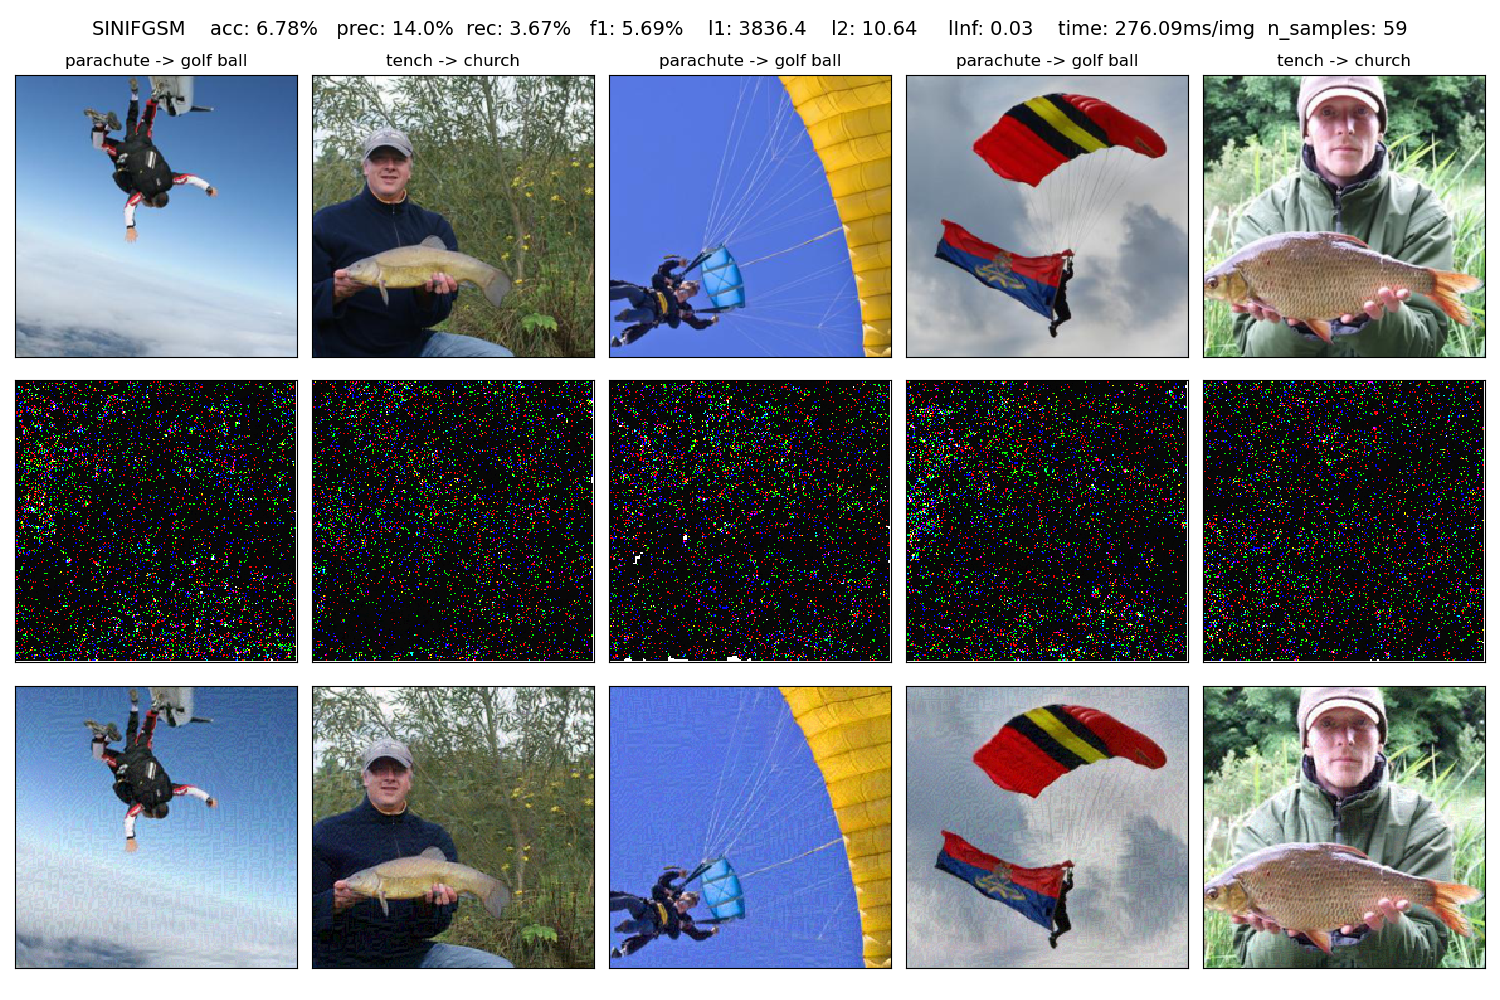 SINIFGSM acc: 6.78% prec: 14.0% rec: 3.67% f1: 5.69% l1: 3836.4 l2: 10.64 lInf: 0.03 time: 276.09ms/img n_samples: 59
parachute -> golf ball
tench -> church
parachute -> golf ball
parachute -> golf ball
tench -> church